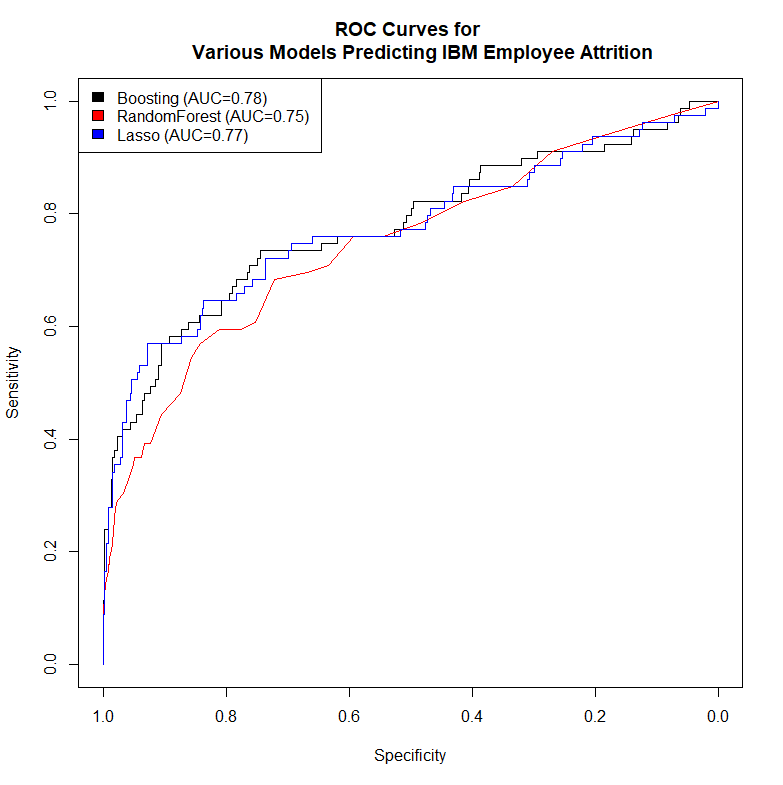 ROC Curves for
Various Models Predicting IBM Employee Attrition
Boosting (AUC=0.78)
RandomForest (AUC=0.75)
Lasso (AUC=0.77)
1.0
0.8
0.6
0.4
0.2
0.0
Sensitivity
1.0 0.8 0.6 0.4 0.2 0.0
Specificity